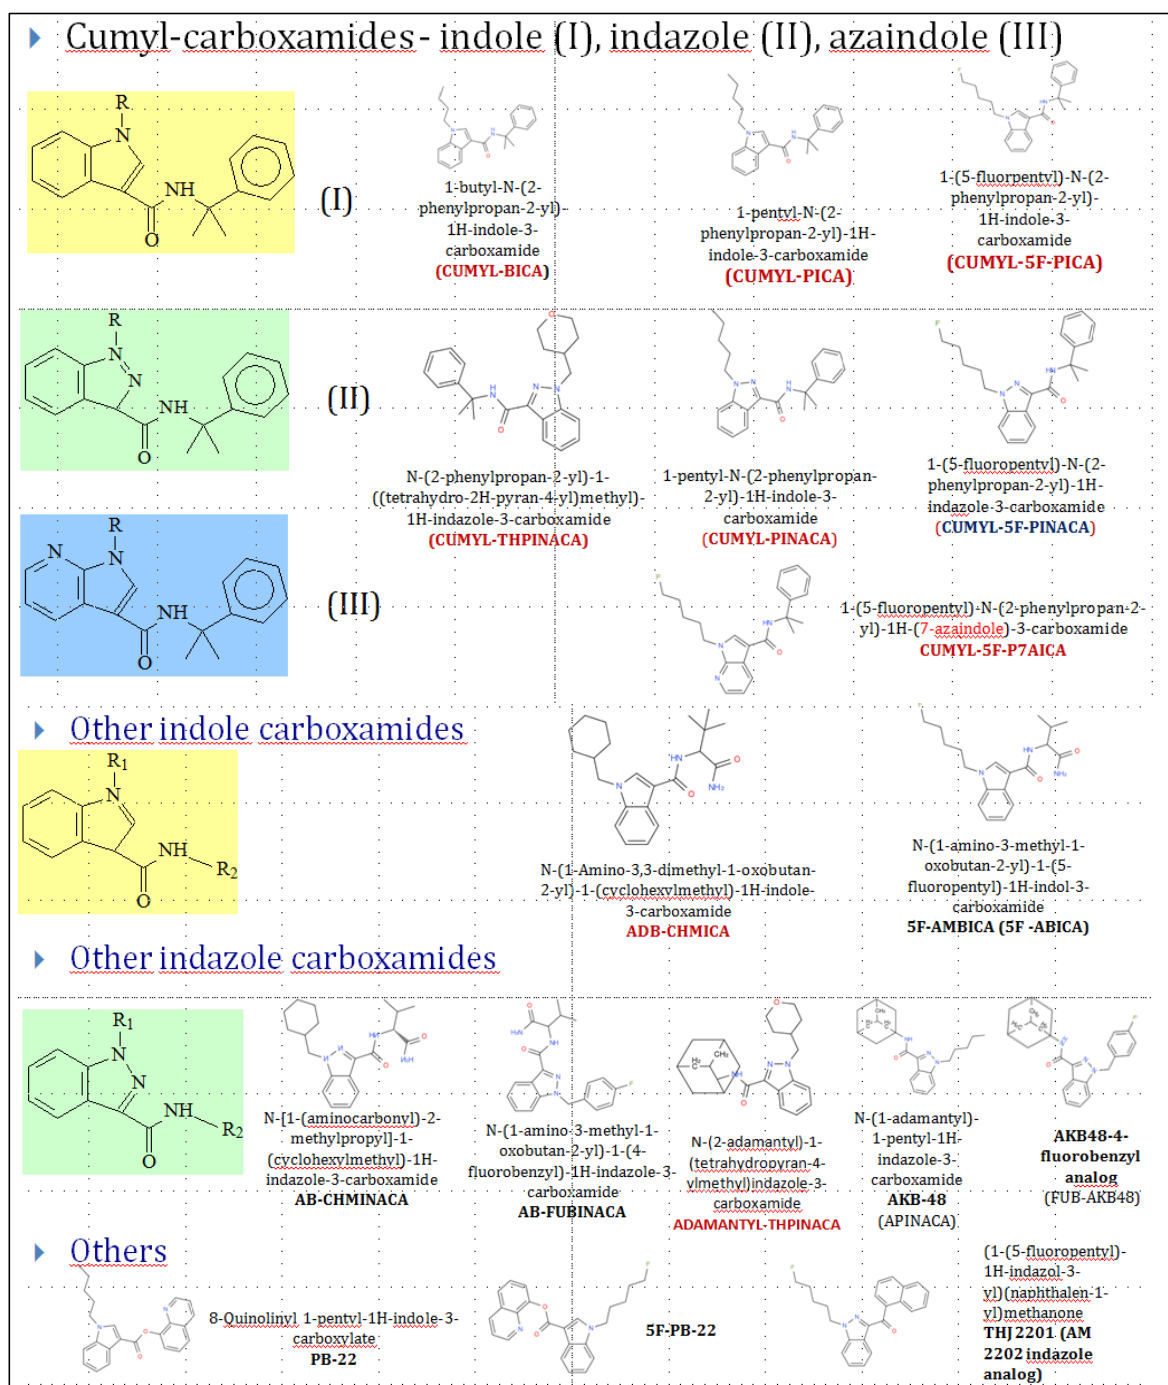 Cumyl-carboxamides- indole (I), indazole (II), azaindole (III)
R
N
NH
O
(I)
1-butyl-N-(2-
phenylpropan-2-yl)-
1H-indole-3-
carboxamide
(CUMYL-BICA)
1-pentyl-N-(2-
phenylpropan-2-yl)-1H-
indole-3-carboxamide
(CUMYL-PICA)
1-(5-fluorpentyl)-N-(2-
phenylpropan-2-yl)-
1H-indole-3-
carboxamide
(CUMYL-5F-PICA)
R
N
N
NH
O
(II)
N-(2-phenylpropan-2-yl)-1-
((tetrahydro-2H-pyran-4-yl)methyl)-
1H-indazole-3-carboxamide
(CUMYL-THPINACA)
1-pentyl-N-(2-phenylpropan-
2-yl)-1H-indole-3-
carboxamide
(CUMYL-PINACA)
1-(5-fluoropentyl)-N-(2-
phenylpropan-2-yl)-1H-
indazole-3-carboxamide
(CUMYL-5F-PINACA)
R
N
N
NH
O
(III)
1-(5-fluoropentyl)-N-(2-phenylpropan-2-
yl)-1H-(7-azaindole)-3-carboxamide
CUMYL-5F-P7AICA
Other indole carboxamides
R1
N
NH
R2
O
N-(1-Amino-3,3-dimethyl-1-oxobutan-
2-yl)-1-(cyclohexylmethyl)-1H-indole-
3-carboxamide
ADB-CHMICA
N-(1-amino-3-methyl-1-
oxobutan-2-yl)-1-(5-
fluoropentyl)-1H-indol-3-
carboxamide
5F-AMBICA (5F -ABICA)
Other indazole carboxamides
R1
N
N
NH
R2
O
N-[1-(aminocarbonyl)-2-
methylpropyl]-1-
(cyclohexylmethyl)-1H-
indazole-3-carboxamide
AB-CHMINACA
N-(1-amino-3-methyl-1-
oxobutan-2-yl)-1-(4-
fluorobenzyl)-1H-indazole-3-
carboxamide
AB-FUBINACA
N-(2-adamantyl)-1-
(tetrahydropyran-4-
ylmethyl)indazole-3-
carboxamide
ADAMANTYL-THPINACA
N-(1-adamantyl)-
1-pentyl-1H-
indazole-3-
carboxamide
AKB-48
(APINACA)
AKB48-4-
fluorobenzyl
analog
(FUB-AKB48)
Others
8-Quinolinyl 1-pentyl-1H-indole-3-
carboxylate
PB-22
5F-PB-22
(1-(5-fluoropentyl)-
1H-indazol-3-
yl)(naphthalen-1-
yl)methanone
THJ 2201 (AM
2202 indazole
analog)